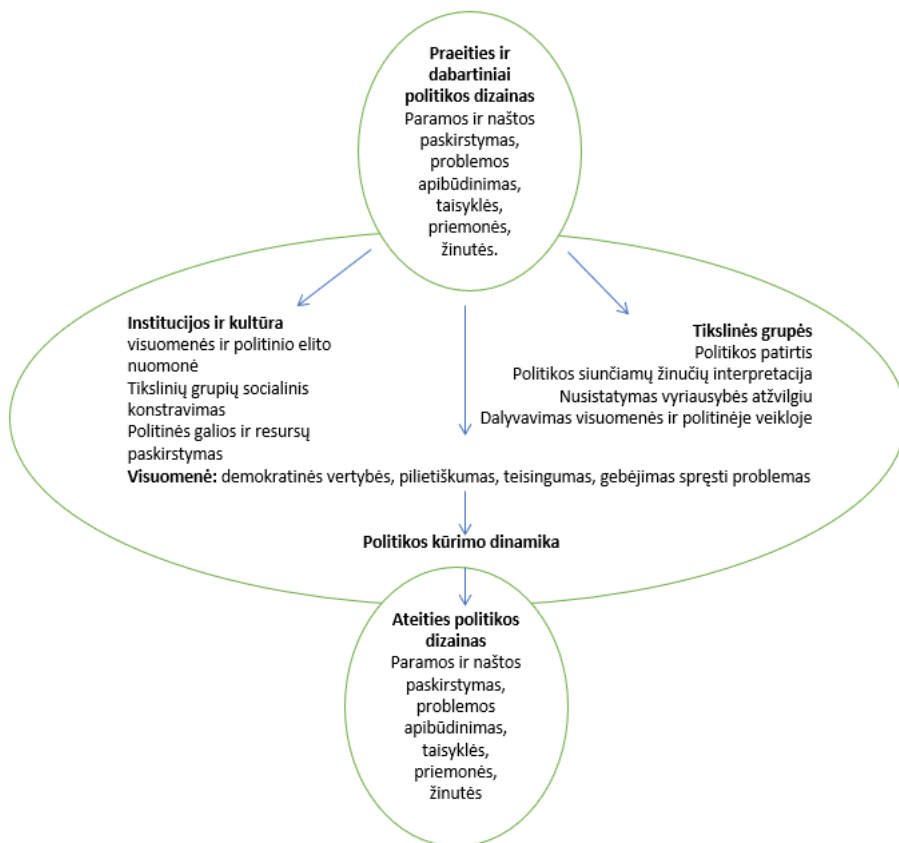 Praeities ir
dabartiniai
politikos dizainas
Paramos ir naštos
paskirstymas,
problemos
apibūdinimas,
taisyklės,
priemonės,
žinutės.
Institucijos ir kultūra
visuomenės ir politinio elito
nuomonė
Tikslinių grupių socialinis
konstravimas
Politinės galios ir resursų
paskirstymas
Tikslinės grupės
Politikos patirtis
Politikos siunčiamų žinučių interpretacija
Nusistatymas vyriausybės atžvilgiu
Dalyvavimas visuomenės ir politinėje veikloje
Visuomenė: demokratinės vertybės, pilietiškumas, teisingumas, gebėjimas spręsti problemas
Politikos kūrimo dinamika
Ateities politikos
dizainas
Paramos ir naštos
paskirstymas,
problemos
apibūdinimas,
taisyklės,
priemonės,
žinutės